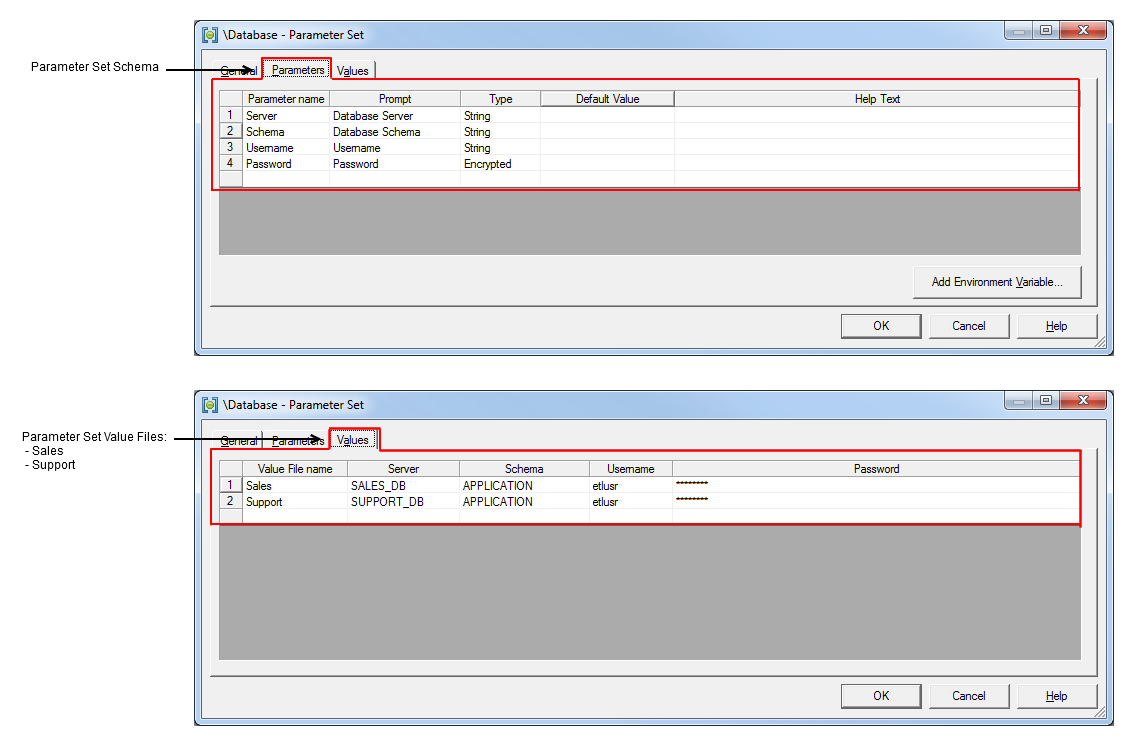 \Database - Parameter Set
Parameter Set Schema
General Parameters Values
Parameter name Prompt Type Default Value Help Text
1 Server Database Server String
2 Schema Database Schema String
3 Username Username String
4 Password Password Encrypted
Add Environment Variable...
OK Cancel Help
\Database - Parameter Set
Parameter Set Value Files:
- Sales
- Support
General Parameters Values
Value File name Server Schema Username Password
1 Sales SALES_DB APPLICATION etlusr ********
2 Support SUPPORT_DB APPLICATION etlusr ********
OK Cancel Help